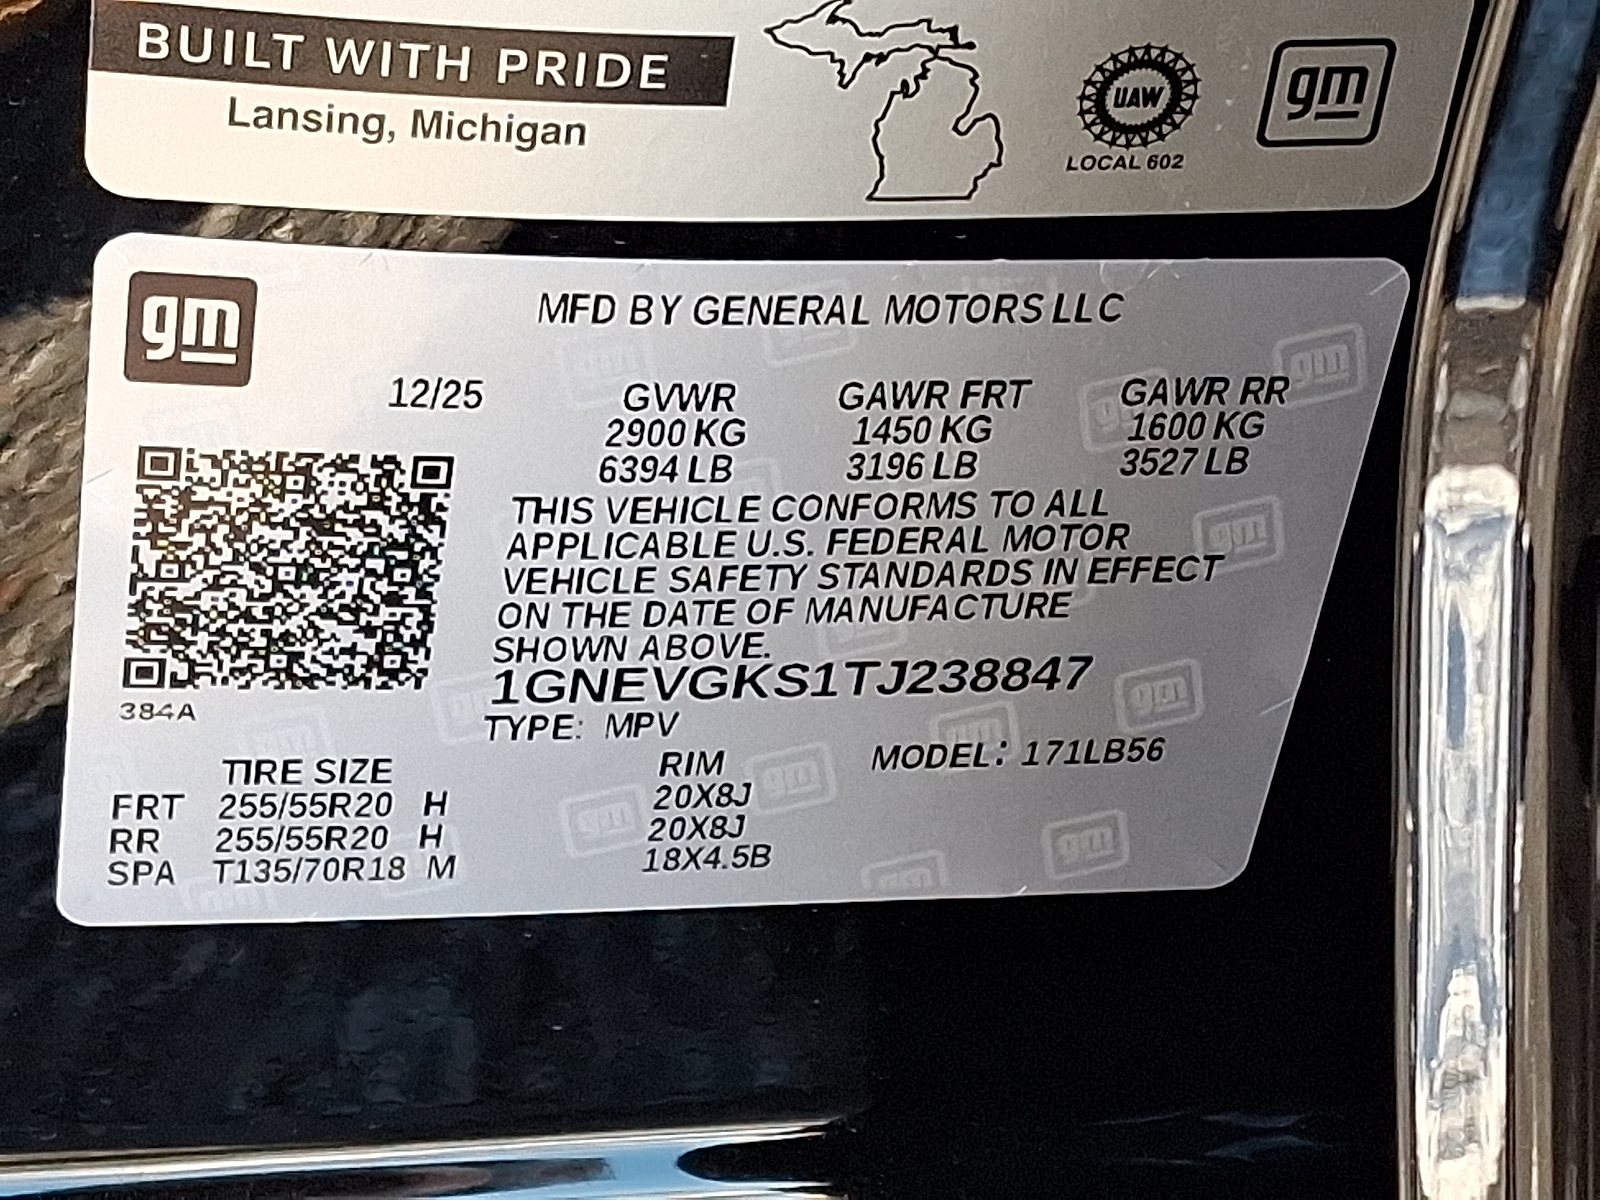 BUILT WITH PRIDE
Lansing, Michigan
UAW
LOCAL 602
gm
gm
MFD BY GENERAL MOTORS LLC
12/25 GVWR GAWR FRT GAWR RR
2900 KG 1450 KG 1600 KG
6394 LB 3196 LB 3527 LB
THIS VEHICLE CONFORMS TO ALL
APPLICABLE U.S. FEDERAL MOTOR
VEHICLE SAFETY STANDARDS IN EFFECT
ON THE DATE OF MANUFACTURE
SHOWN ABOVE.
1GNEVGKS1TJ238847
384A
TYPE: MPV
MODEL: 171LB56
TIRE SIZE RIM
FRT 255/55R20 H 20X8J
RR 255/55R20 H 20X8J
SPA T135/70R18 M 18X4.5B